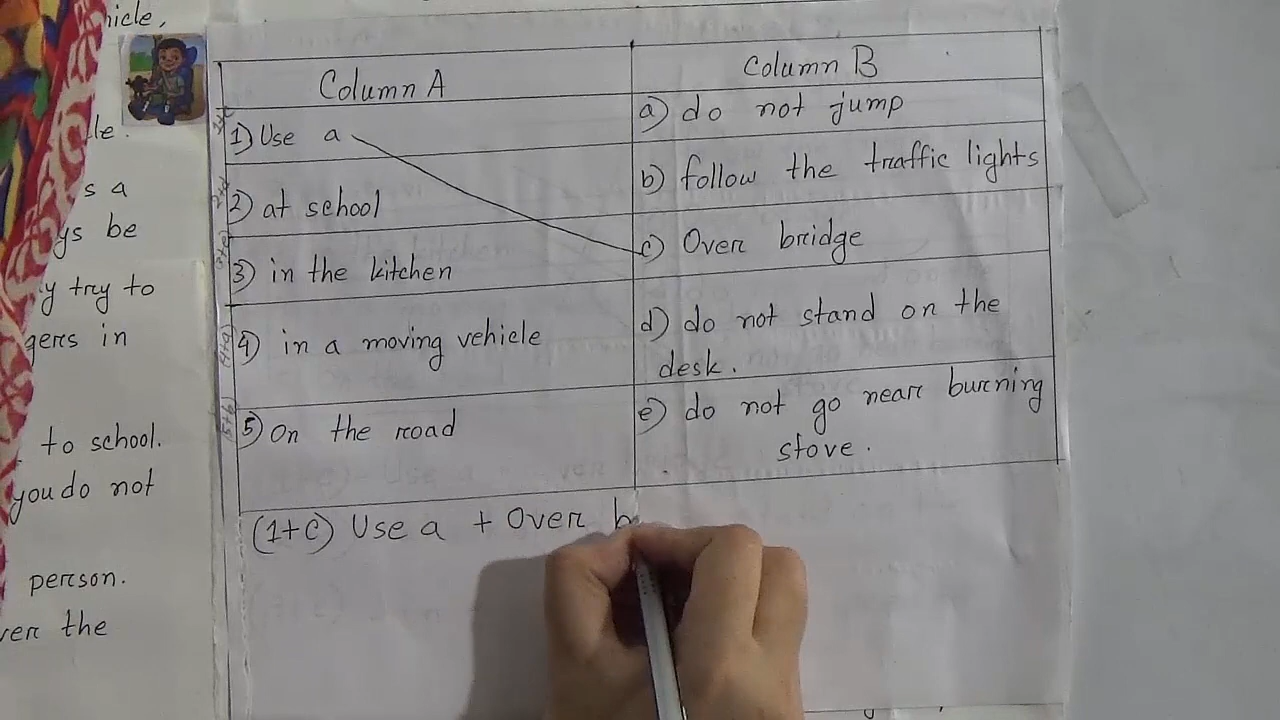 hicle,
le.
s a
ys be
y try to
gers in
to school.
you do not
person.
ver the
Column A
Column B
1) Use a
a) do not jump
2) at school
b) follow the traffic lights
3) in the kitchen
c) Over bridge
4) in a moving vehicle
d) do not stand on the
desk.
5) On the road
e) do not go near burning
stove.
(1+c) Use a + Over b